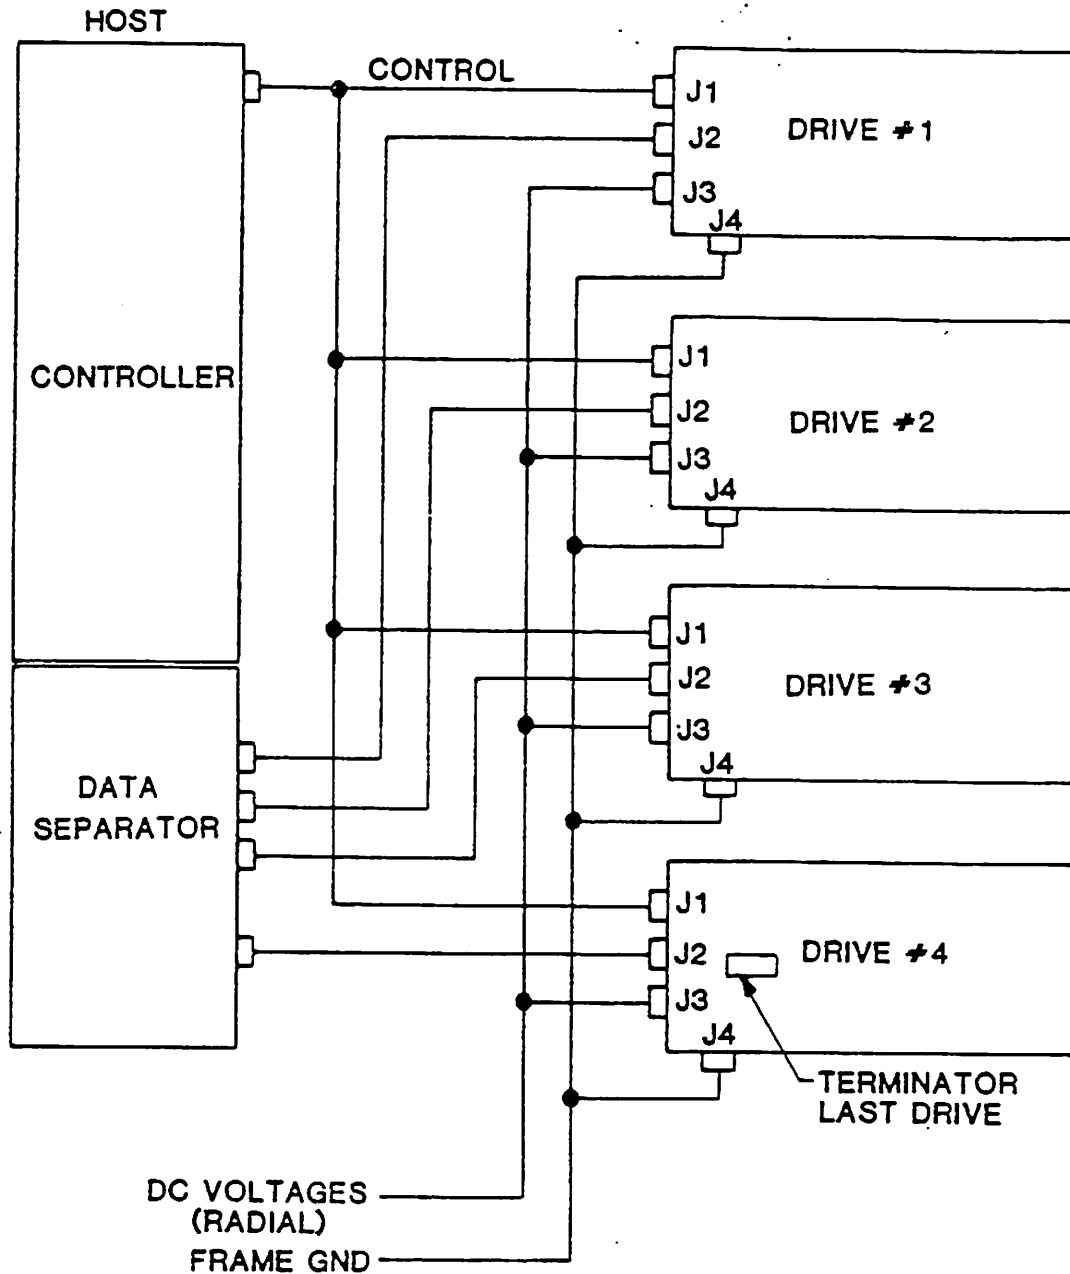 HOST
CONTROL
CONTROLLER
DATA
SEPARATOR
J1
J2
J3
J4
DRIVE #1
J1
J2
J3
J4
DRIVE #2
J1
J2
J3
J4
DRIVE #3
J1
J2
J3
J4
DRIVE #4
TERMINATOR
LAST DRIVE
DC VOLTAGES
(RADIAL)
FRAME GND